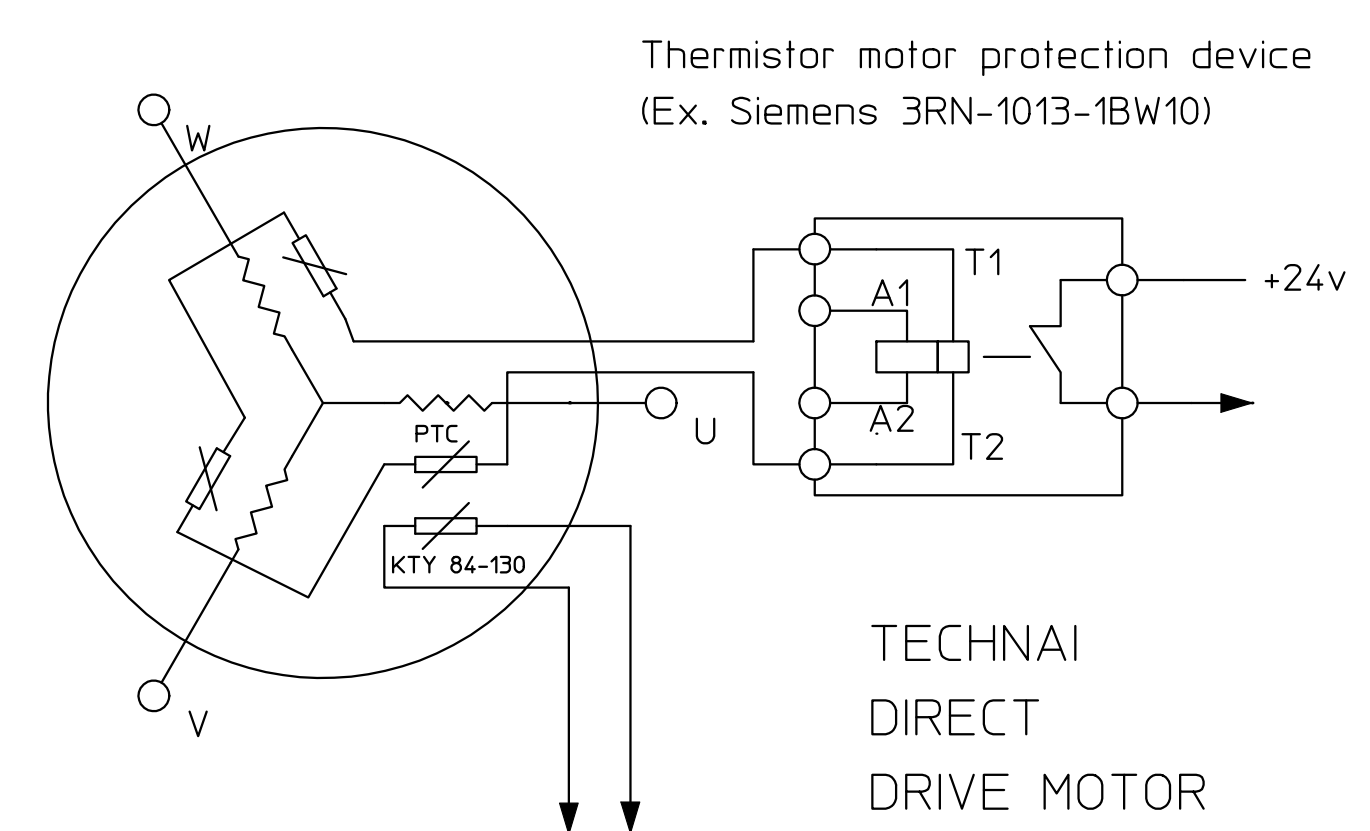 Thermistor motor protection device
(Ex. Siemens 3RN-1013-1BW10)
W
T1
+24v
A1
A2
U
PTC
T2
KTY 84-130
V
TECHNAI
DIRECT
DRIVE MOTOR